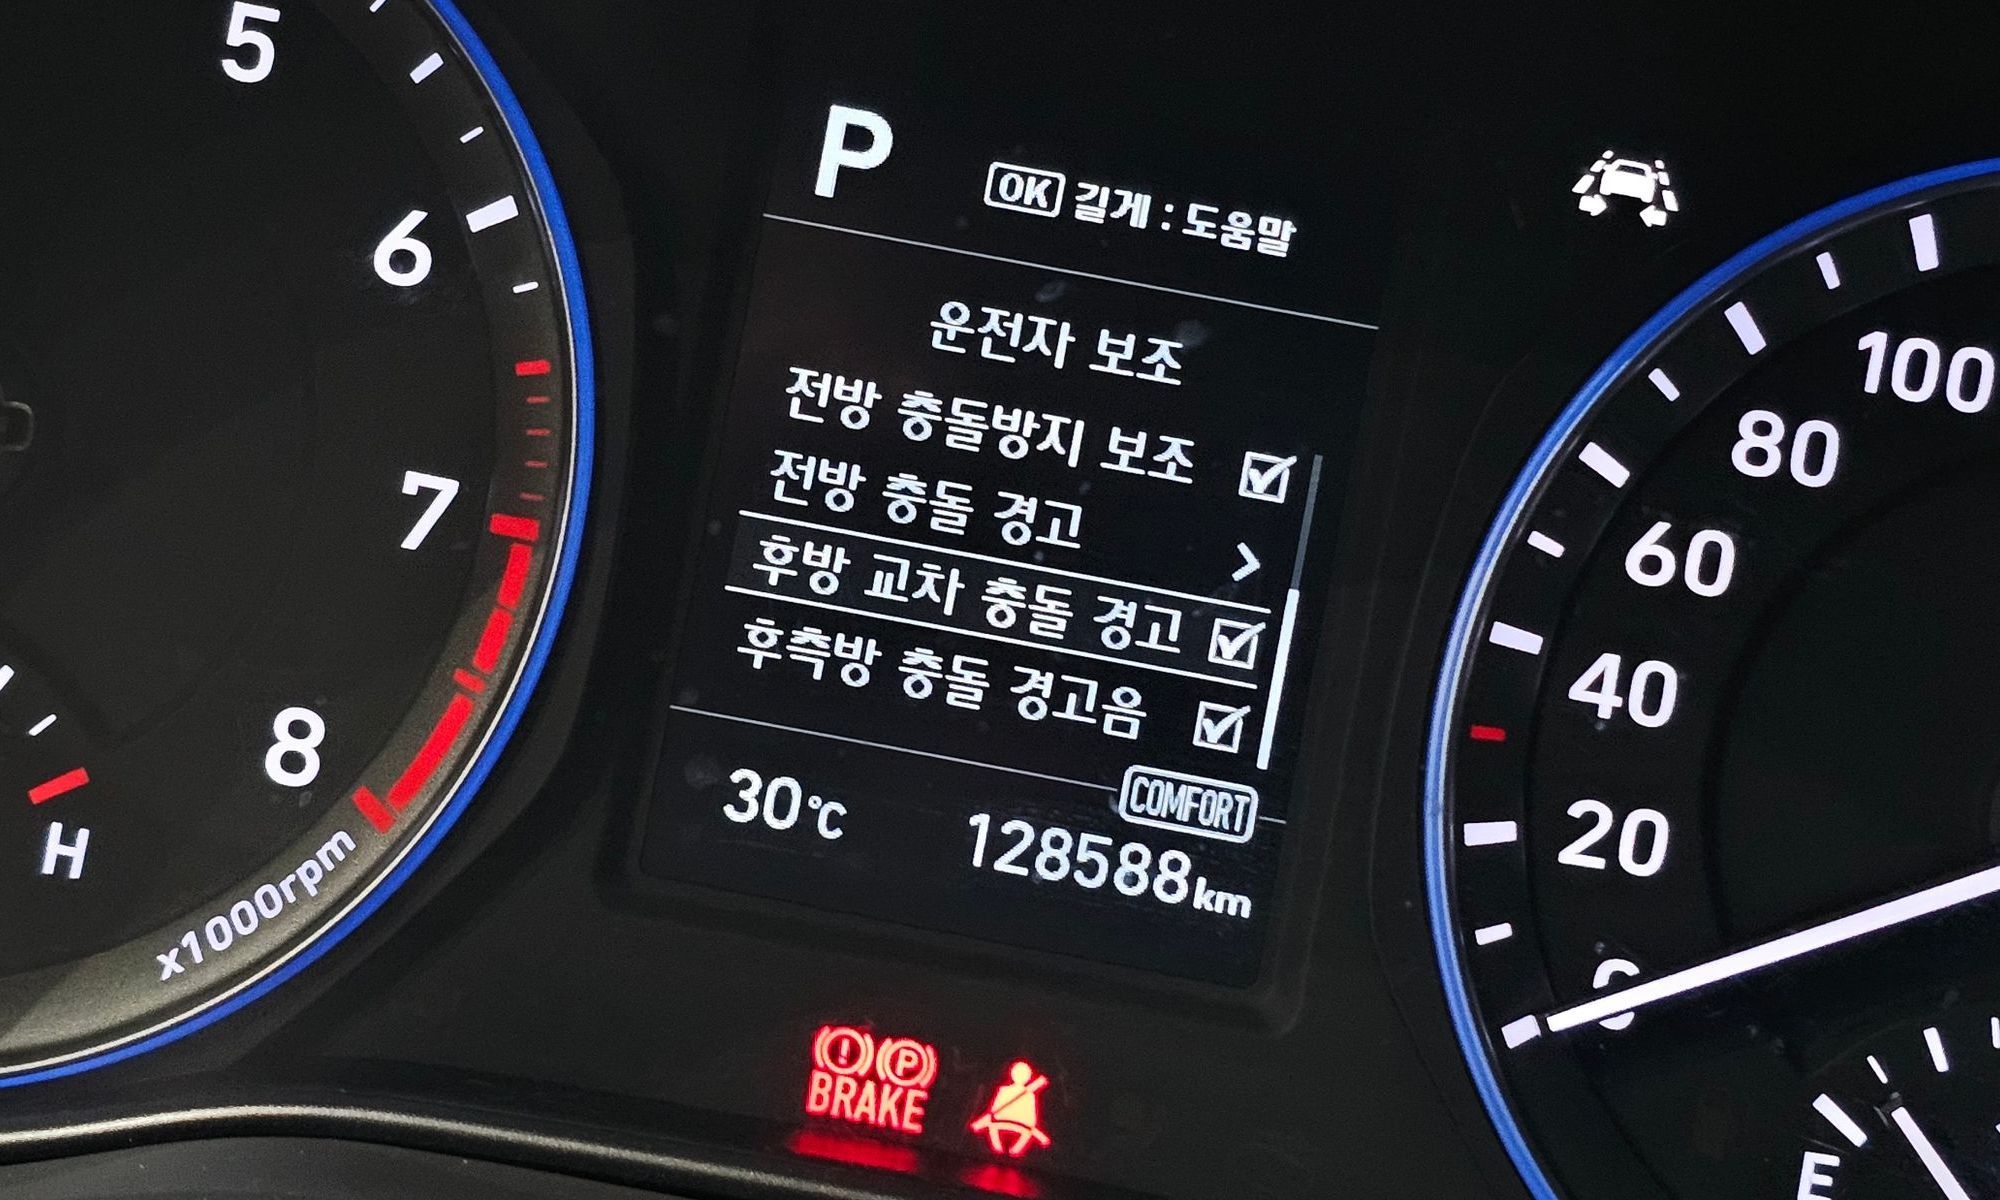 5
6
7
8
x1000rpm
H
P
OK 길게 : 도움말
운전자 보조
전방 충돌방지 보조
전방 충돌 경고 >
후방 교차 충돌 경고
후측방 충돌 경고음
COMFORT
30°C
128588km
(!) (P)
BRAKE
100
80
60
40
20
0
E